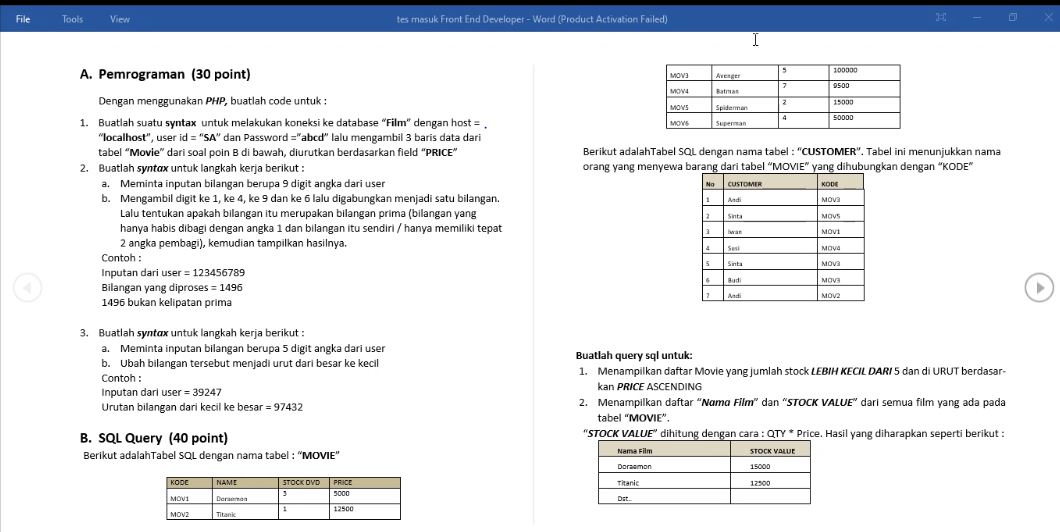 File Tools View tes masuk Front End Developer - Word (Product Activation Failed)
A. Pemrograman (30 point)
Dengan menggunakan PHP, buatlah code untuk :
1. Buatlah suatu syntax untuk melakukan koneksi ke database “Film” dengan host =
“localhost”, user id = “SA” dan Password =“abcd” lalu mengambil 3 baris data dari
tabel “Movie” dari soal poin B di bawah, diurutkan berdasarkan field “PRICE”
2. Buatlah syntax untuk langkah kerja berikut :
a. Meminta inputan bilangan berupa 9 digit angka dari user
b. Mengambil digit ke 1, ke 4, ke 9 dan ke 6 lalu digabungkan menjadi satu bilangan.
Lalu tentukan apakah bilangan itu merupakan bilangan prima (bilangan yang
hanya habis dibagi dengan angka 1 dan bilangan itu sendiri / hanya memiliki tepat
2 angka pembagi), kemudian tampilkan hasilnya.
Contoh :
Inputan dari user = 123456789
Bilangan yang diproses = 1496
1496 bukan kelipatan prima
3. Buatlah syntax untuk langkah kerja berikut :
a. Meminta inputan bilangan berupa 5 digit angka dari user
b. Ubah bilangan tersebut menjadi urut dari besar ke kecil
Contoh :
Inputan dari user = 39247
Urutan bilangan dari kecil ke besar = 97432
B. SQL Query (40 point)
Berikut adalahTabel SQL dengan nama tabel : “MOVIE”
KODE NAME STOCK DVD PRICE
MOV1 Doraemon 3 5000
MOV2 Titanic 1 12500
MOV3 Avenger 5 100000
MOV4 Batman 7 9500
MOV5 Spiderman 2 15000
MOV6 Superman 4 50000
Berikut adalahTabel SQL dengan nama tabel : “CUSTOMER”. Tabel ini menunjukkan nama
orang yang menyewa barang dari tabel “MOVIE” yang dihubungkan dengan “KODE”
No CUSTOMER KODE
1 Andi MOV3
2 Sinta MOV5
3 Iwan MOV1
4 Sosi MOV4
5 Sinta MOV3
6 Budi MOV3
7 Andi MOV2
Buatlah query sql untuk:
1. Menampilkan daftar Movie yang jumlah stock LEBIH KECIL DARI 5 dan di URUT berdasar-
kan PRICE ASCENDING
2. Menampilkan daftar “Nama Film” dan “STOCK VALUE” dari semua film yang ada pada
tabel “MOVIE”.
“STOCK VALUE” dihitung dengan cara : QTY * Price. Hasil yang diharapkan seperti berikut :
Nama Film STOCK VALUE
Doraemon 15000
Titanic 12500
Dst..